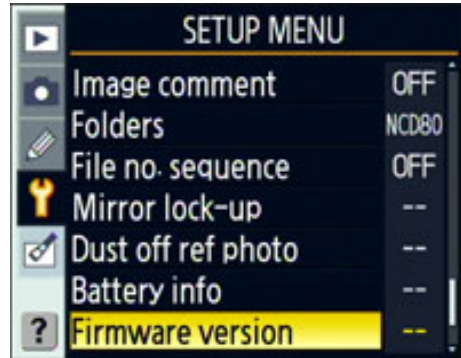 SETUP MENU
Image comment OFF
Folders NCD80
File no. sequence OFF
Mirror lock-up --
Dust off ref photo --
Battery info --
? Firmware version --